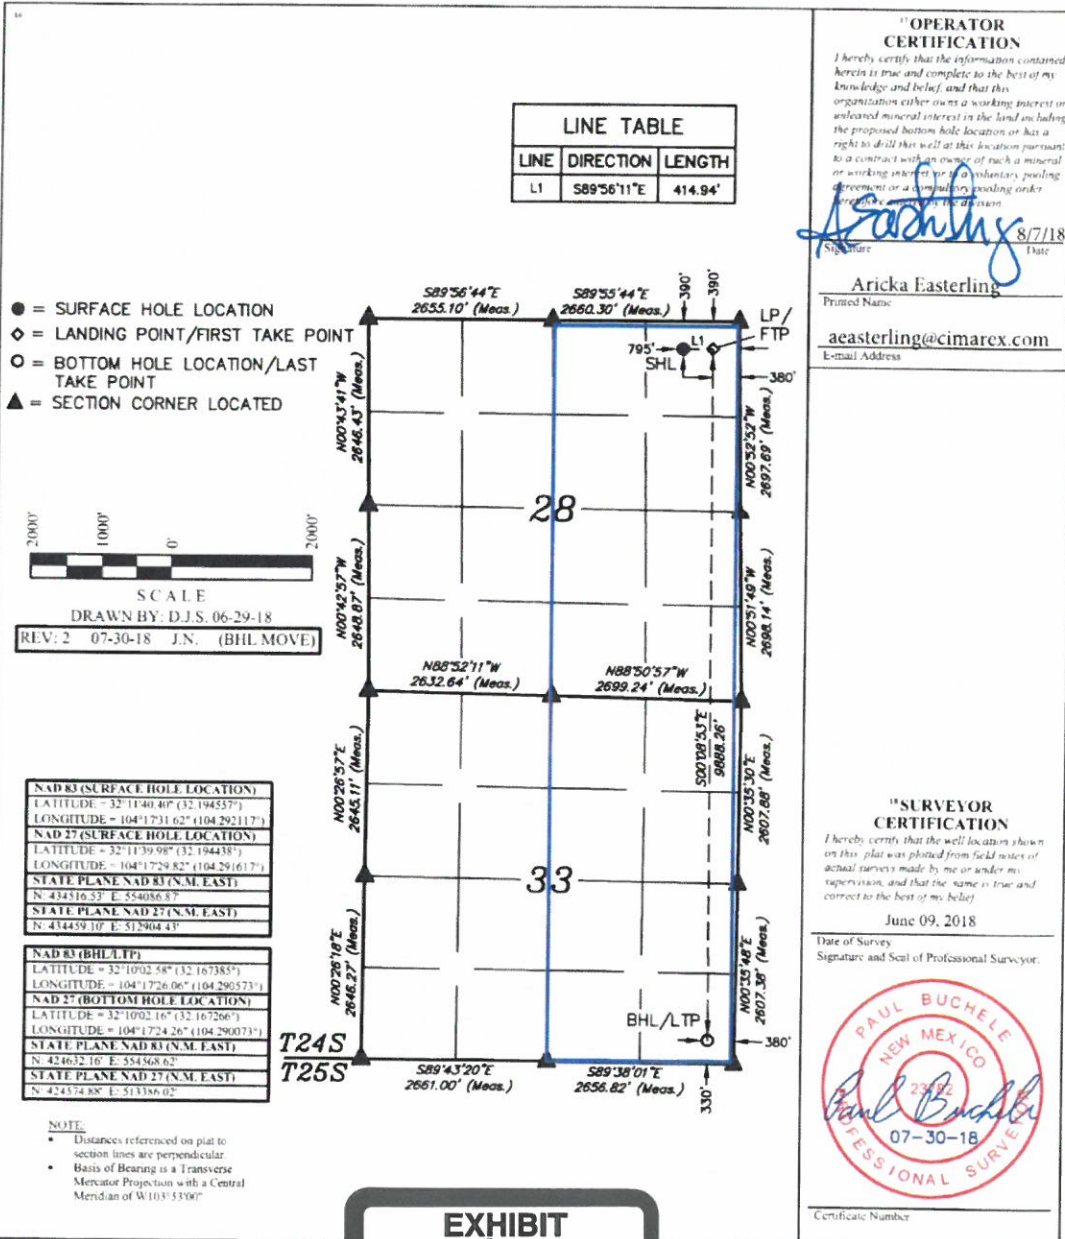 16
LINE TABLE
LINE DIRECTION LENGTH
L1 S89°56'11"E 414.94'
● = SURFACE HOLE LOCATION
◇ = LANDING POINT/FIRST TAKE POINT
○ = BOTTOM HOLE LOCATION/LAST
TAKE POINT
▲ = SECTION CORNER LOCATED
2000' 1000' 0' 2000'
SCALE
DRAWN BY: D.J.S. 06-29-18
REV: 2 07-30-18 J.N. (BHL MOVE)
S89°56'44"E
2655.10' (Meas.)
S89°55'44"E
2660.30' (Meas.)
390'
390'
LP/
FTP
795'
L1
SHL
380'
N00°43'41"W
2646.43' (Meas.)
N00°52'52"W
2697.69' (Meas.)
28
N00°42'57"W
2648.87' (Meas.)
N00°51'49"W
2698.14' (Meas.)
N88°52'11"W
2632.64' (Meas.)
N88°50'57"W
2699.24' (Meas.)
S00°08'53"E
9888.26'
N00°26'57"E
2645.11' (Meas.)
N00°35'30"E
2607.88' (Meas.)
33
N00°26'18"E
2646.27' (Meas.)
N00°35'48"E
2607.38' (Meas.)
BHL/LTP
380'
330'
T24S
T25S
S89°43'20"E
2661.00' (Meas.)
S89°38'01"E
2656.82' (Meas.)
NAD 83 (SURFACE HOLE LOCATION)
LATITUDE = 32°11'40.40" (32.194557°)
LONGITUDE = 104°17'31.62" (104.292117°)
NAD 27 (SURFACE HOLE LOCATION)
LATITUDE = 32°11'39.98" (32.194438°)
LONGITUDE = 104°17'29.82" (104.291617°)
STATE PLANE NAD 83 (N.M. EAST)
N: 434516.53' E: 554086.87'
STATE PLANE NAD 27 (N.M. EAST)
N: 434459.10' E: 512904.43'
NAD 83 (BHL/LTP)
LATITUDE = 32°10'02.58" (32.167385°)
LONGITUDE = 104°17'26.06" (104.290573°)
NAD 27 (BOTTOM HOLE LOCATION)
LATITUDE = 32°10'02.16" (32.167266°)
LONGITUDE = 104°17'24.26" (104.290073°)
STATE PLANE NAD 83 (N.M. EAST)
N: 424632.16' E: 554568.62'
STATE PLANE NAD 27 (N.M. EAST)
N: 424574.88' E: 513386.02'
NOTE:
• Distances referenced on plat to
section lines are perpendicular.
• Basis of Bearing is a Transverse
Mercator Projection with a Central
Meridian of W103°53'00"
EXHIBIT
17 OPERATOR
CERTIFICATION
I hereby certify that the information contained
herein is true and complete to the best of my
knowledge and belief, and that this
organization either owns a working interest or
unleased mineral interest in the land including
the proposed bottom hole location or has a
right to drill this well at this location pursuant
to a contract with an owner of such a mineral
or working interest, or to a voluntary pooling
agreement or a compulsory pooling order
by the division
8/7/18
Signature Date
Aricka Easterling
Printed Name
aeasterling@cimarex.com
E-mail Address
18 SURVEYOR
CERTIFICATION
I hereby certify that the well location shown
on this plat was plotted from field notes of
actual surveys made by me or under my
supervision, and that the same is true and
correct to the best of my belief
June 09, 2018
Date of Survey
Signature and Seal of Professional Surveyor:
PAUL BUCHELE
NEW MEXICO
23782
Paul Buchele
07-30-18
PROFESSIONAL SURVEYOR
Certificate Number